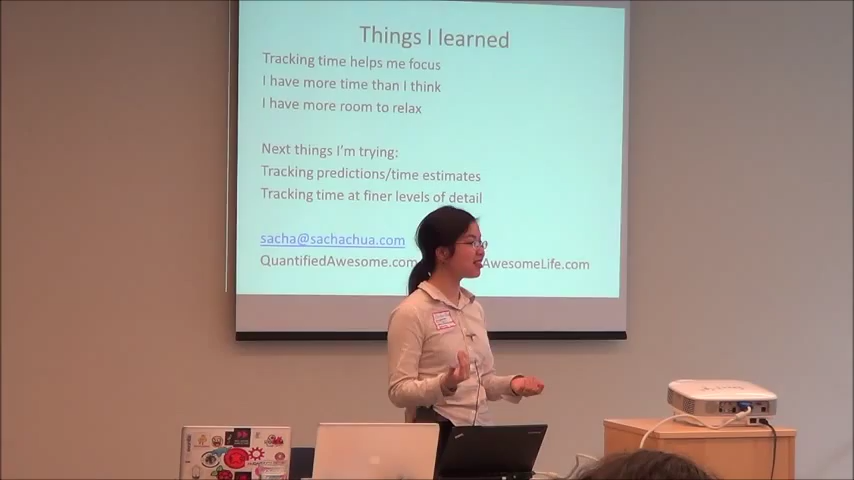 Things I learned
Tracking time helps me focus
I have more time than I think
I have more room to relax
Next things I'm trying:
Tracking predictions/time estimates
Tracking time at finer levels of detail
sacha@sachachua.com
QuantifiedAwesome.com AwesomeLife.com